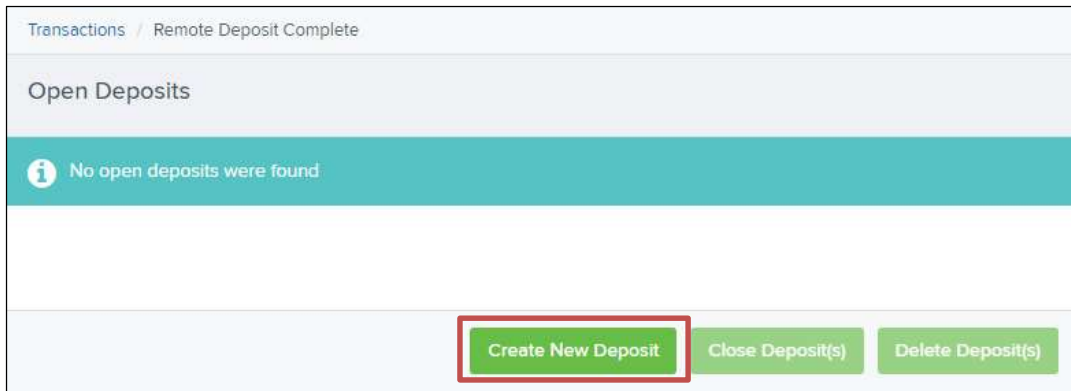 Transactions / Remote Deposit Complete
Open Deposits
No open deposits were found
Create New Deposit Close Deposit(s) Delete Deposit(s)